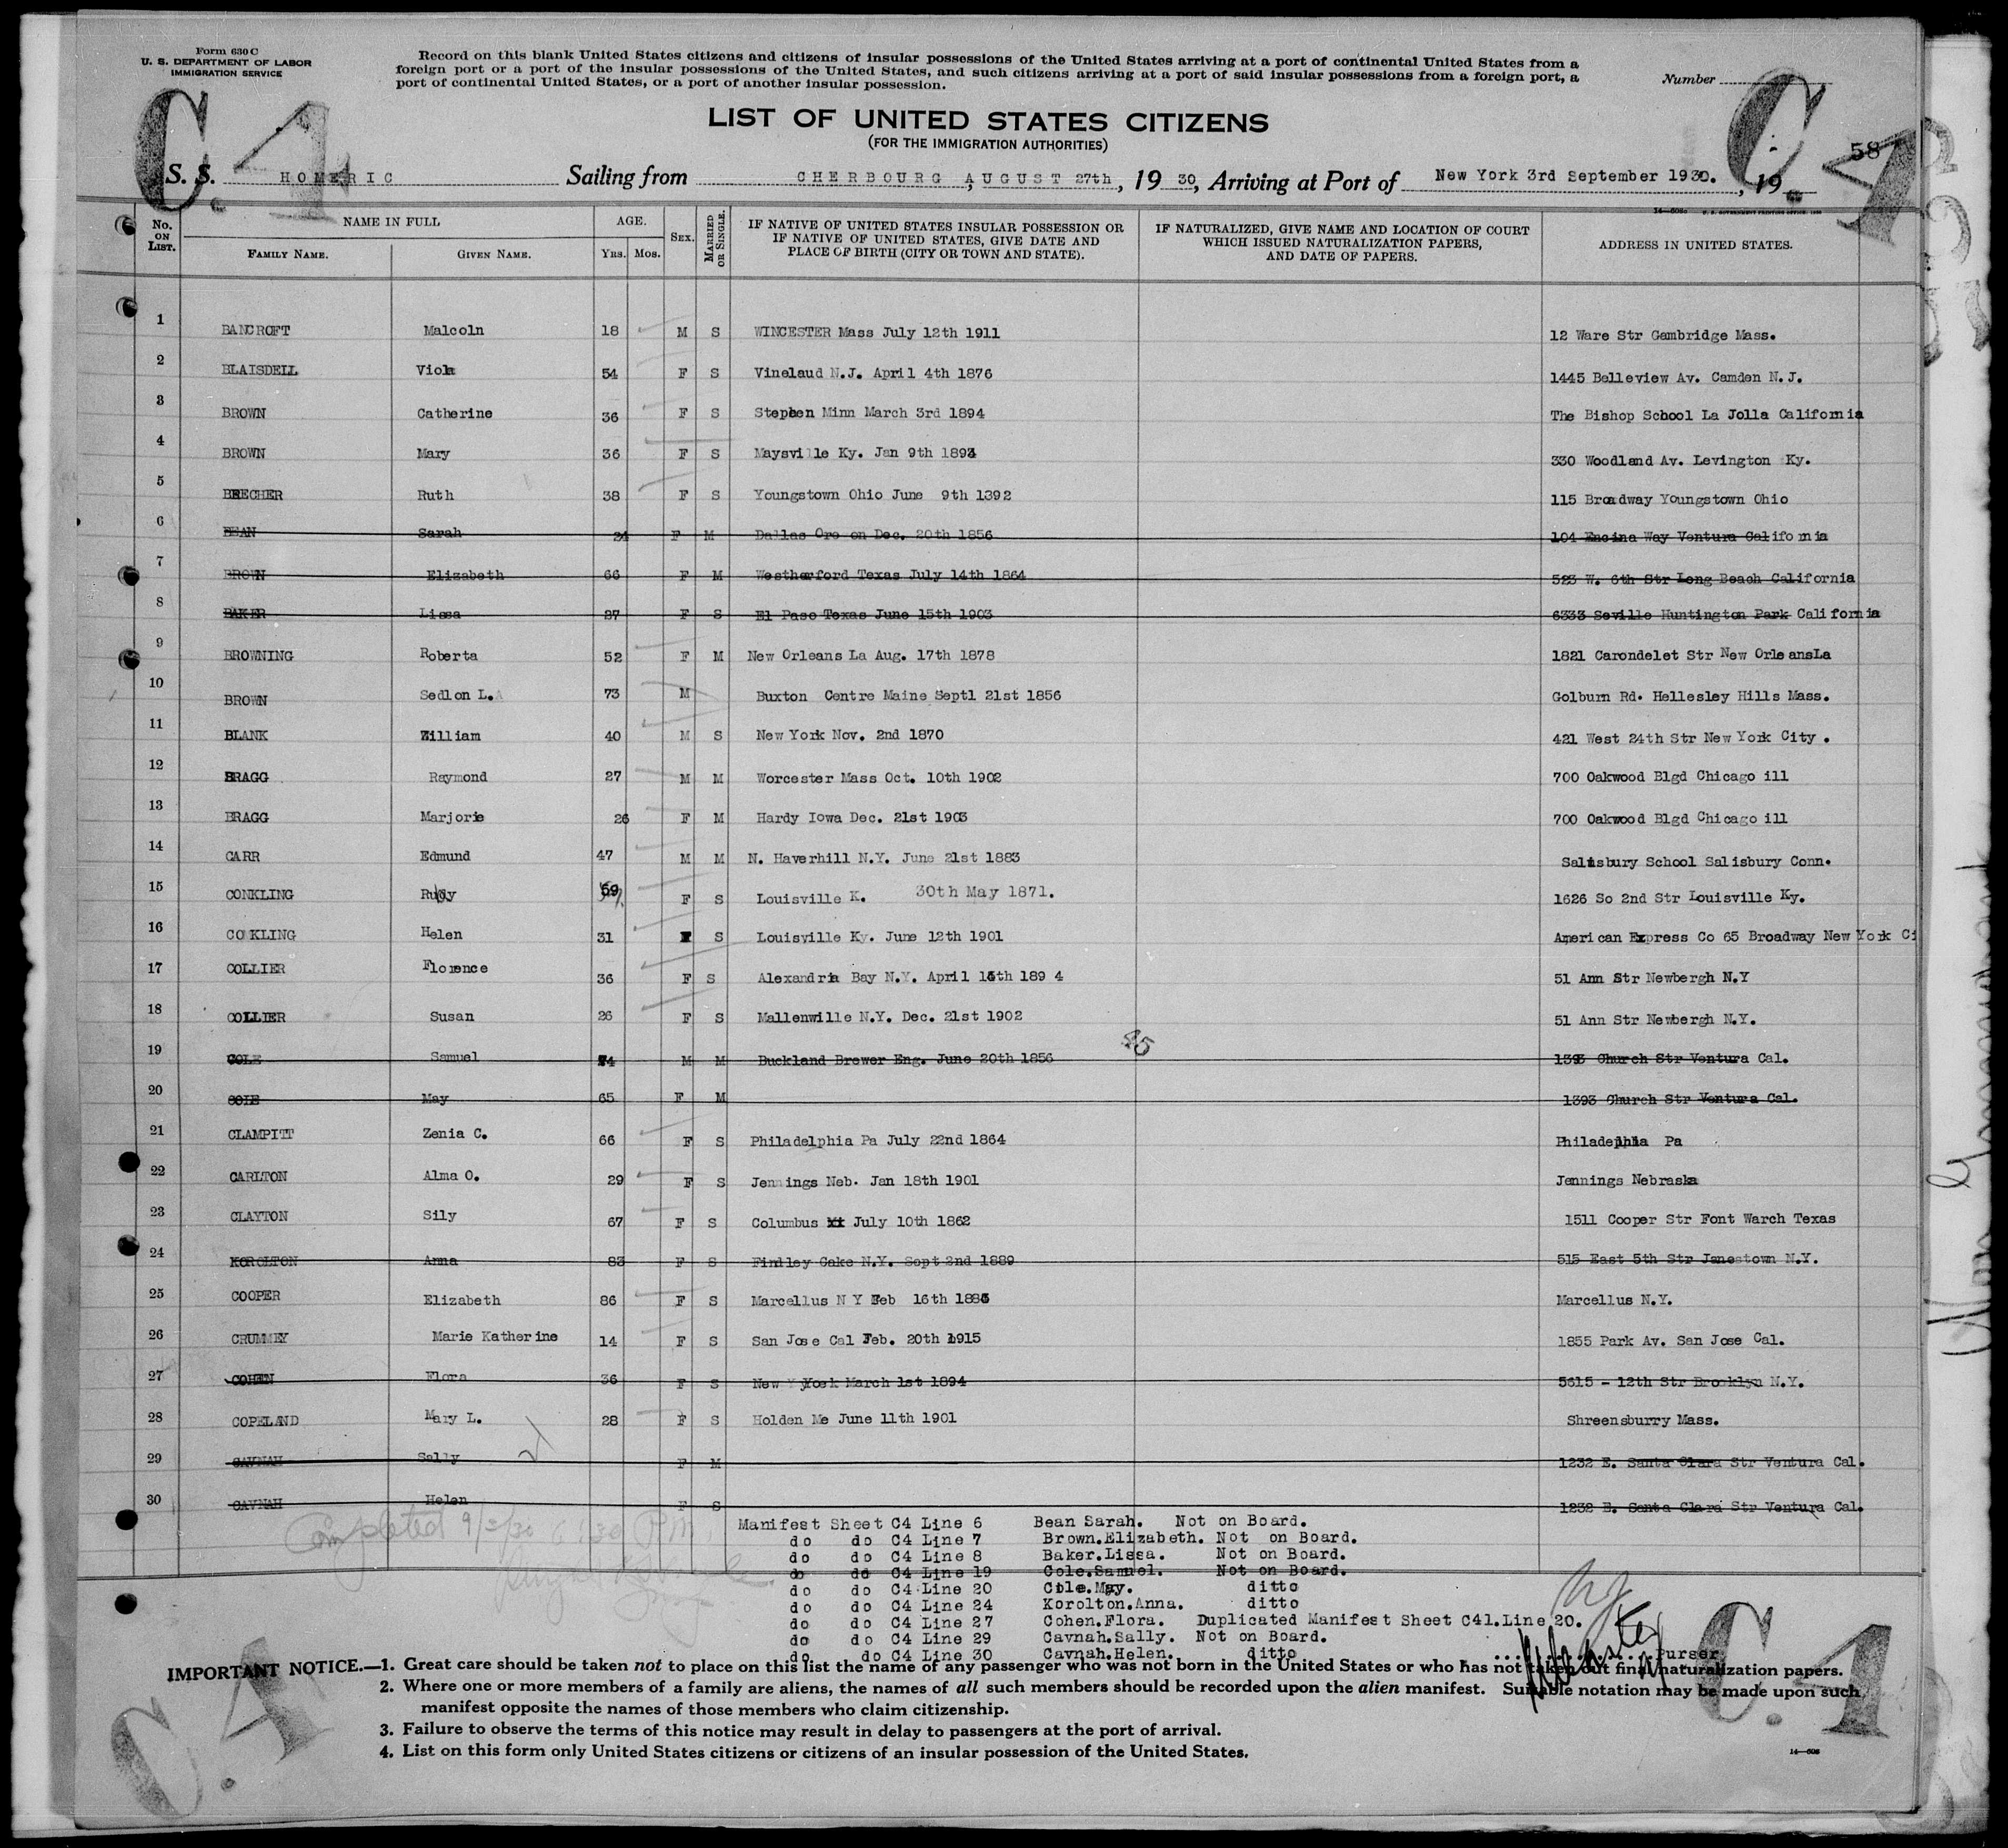 Form 630 C
U. S. DEPARTMENT OF LABOR
IMMIGRATION SERVICE
Record on this blank United States citizens and citizens of insular possessions of the United States arriving at a port of continental United States from a
foreign port or a port of the insular possessions of the United States, and such citizens arriving at a port of said insular possessions from a foreign port, a
port of continental United States, or a port of another insular possession.
Number
C. 4
C 4
58
LIST OF UNITED STATES CITIZENS
(FOR THE IMMIGRATION AUTHORITIES)
S. S. HOMERIC Sailing from CHERBOURG, AUGUST 27th, 19 30, Arriving at Port of New York 3rd September 1930., 19
No. ON LIST. NAME IN FULL AGE. SEX. MARRIED OR SINGLE. IF NATIVE OF UNITED STATES INSULAR POSSESSION OR IF NATIVE OF UNITED STATES, GIVE DATE AND PLACE OF BIRTH (CITY OR TOWN AND STATE). IF NATURALIZED, GIVE NAME AND LOCATION OF COURT WHICH ISSUED NATURALIZATION PAPERS, AND DATE OF PAPERS. ADDRESS IN UNITED STATES.
FAMILY NAME. GIVEN NAME. YRS. MOS.
1 BANCROFT Malcoln 18 M S WINCESTER Mass July 12th 1911 12 Ware Str Gambridge Mass.
2 BLAISDELL Viola 54 F S Vinelaud N.J. April 4th 1876 1445 Belleview Av. Camden N.J.
3 BROWN Catherine 36 F S Stephen Minn March 3rd 1894 The Bishop School La Jolla California
4 BROWN Mary 36 F S Maysville Ky. Jan 9th 1894 330 Woodland Av. Levington Ky.
5 BRECHER Ruth 38 F S Youngstown Ohio June 9th 1392 115 Broadway Youngstown Ohio
6 BEAN Sarah F M Dallas Ore on Dec. 20th 1856 104 Encina Way Ventura California
7 BROWN Elizabeth 66 F M Westherford Texas July 14th 1864 523 W. 6th Str Long Beach California
8 BAKER Lissa 27 F S El Paso Texas June 15th 1903 6333 Seville Huntington Park California
9 BROWNING Roberta 52 F M New Orleans La Aug. 17th 1878 1821 Carondelet Str New OrleansLa
10 BROWN Sedlon L. 73 M Buxton Centre Maine Septl 21st 1856 Golburn Rd. Hellesley Hills Mass.
11 BLANK William 40 M S New York Nov. 2nd 1870 421 West 24th Str New York City .
12 BRAGG Raymond 27 M M Worcester Mass Oct. 10th 1902 700 Oakwood Blgd Chicago ill
13 BRAGG Marjorie 26 F M Hardy Iowa Dec. 21st 1903 700 Oakwood Blgd Chicago ill
14 CARR Edmund 47 M M N. Haverhill N.Y. June 21st 1883 Salisbury School Salisbury Conn.
15 CONKLING Ruby 59 F S Louisville K. 30th May 1871. 1626 So 2nd Str Louisville Ky.
16 CONKLING Helen 31 F S Louisville Ky. June 12th 1901 American Express Co 65 Broadway New York Ci
17 COLLIER Florence 36 F S Alexandria Bay N.Y. April 15th 189 4 51 Ann Str Newbergh N.Y
18 COLLIER Susan 26 F S Mallenwille N.Y. Dec. 21st 1902 51 Ann Str Newbergh N.Y.
19 COLE Samuel 74 M M Buckland Brewer Eng. June 20th 1856 1393 Church Str Ventura Cal.
20 COLE May 65 F M 1393 Church Str Ventura Cal.
21 CLAMPITT Zenia C. 66 F S Philadelphia Pa July 22nd 1864 Philadelphia Pa
22 CARLTON Alma O. 29 F S Jennings Neb. Jan 18th 1901 Jennings Nebraska
23 CLAYTON Sily 67 F S Columbus July 10th 1862 1511 Cooper Str Font Warch Texas
24 KOROLTON Anna 83 F S Findley Cake N.Y. Sept 2nd 1889 515 East 5th Str Janestown N.Y.
25 COOPER Elizabeth 86 F S Marcellus N Y Feb 16th Marcellus N.Y.
26 CRUMMEY Marie Katherine 14 F S San Jose Cal Feb. 20th 1915 1855 Park Av. San Jose Cal.
27 COHEN Flora 36 F S New York March 1st 1894 5615 - 12th Str Brooklyn N.Y.
28 COPELAND Mary L. 28 F S Holden Me June 11th 1901 Shreensburry Mass.
29 CAVNAH Sally F M 1232 E. Santa Clara Str Ventura Cal.
30 CAVNAH Helen F S 1232 E. Santa Clara Str Ventura Cal.
Completed 9/3/30 6:30 P.M.
Manifest Sheet C4 Line 6 Bean Sarah. Not on Board.
do do C4 Line 7 Brown.Elizabeth. Not on Board.
do do C4 Line 8 Baker.Lissa. Not on Board.
do do C4 Line 19 Cole.Samuel. Not on Board.
do do C4 Line 20 Cole.May. ditto
do do C4 Line 24 Korolton.Anna. ditto
do do C4 Line 27 Cohen.Flora. Duplicated Manifest Sheet C41.Line 20.
do do C4 Line 29 Cavnah.Sally. Not on Board.
do do C4 Line 30 Cavnah.Helen. ditto
Purser
IMPORTANT NOTICE.—1. Great care should be taken not to place on this list the name of any passenger who was not born in the United States or who has not taken out final naturalization papers.
2. Where one or more members of a family are aliens, the names of all such members should be recorded upon the alien manifest. Suitable notation may be made upon such
manifest opposite the names of those members who claim citizenship.
3. Failure to observe the terms of this notice may result in delay to passengers at the port of arrival.
4. List on this form only United States citizens or citizens of an insular possession of the United States.
C. 4
C. 4